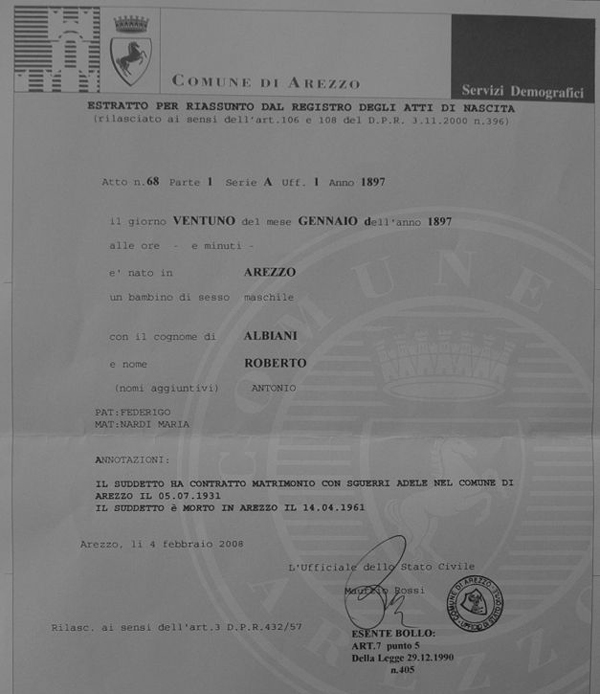 COMUNE DI AREZZO
Servizi Demografici
ESTRATTO PER RIASSUNTO DAL REGISTRO DEGLI ATTI DI NASCITA
(rilasciato ai sensi dell'art.106 e 108 del D.P.R. 3.11.2000 n.396)
Atto n.68 Parte 1 Serie A Uff. 1 Anno 1897
il giorno VENTUNO del mese GENNAIO dell'anno 1897
alle ore - e minuti -
e' nato in AREZZO
un bambino di sesso maschile
con il cognome di ALBIANI
e nome ROBERTO
(nomi aggiuntivi) ANTONIO
PAT:FEDERIGO
MAT:NARDI MARIA
ANNOTAZIONI:
IL SUDDETTO HA CONTRATTO MATRIMONIO CON SGUERRI ADELE NEL COMUNE DI
AREZZO IL 05.07.1931
IL SUDDETTO è MORTO IN AREZZO IL 14.04.1961
Arezzo, li 4 febbraio 2008
L'Ufficiale dello Stato Civile
Maurizio Rossi
COMUNE DI AREZZO
Rilasc. ai sensi dell'art.3 D.P.R.432/57
ESENTE BOLLO:
ART.7 punto 5
Della Legge 29.12.1990
n.405
COMUNE
AREZZO